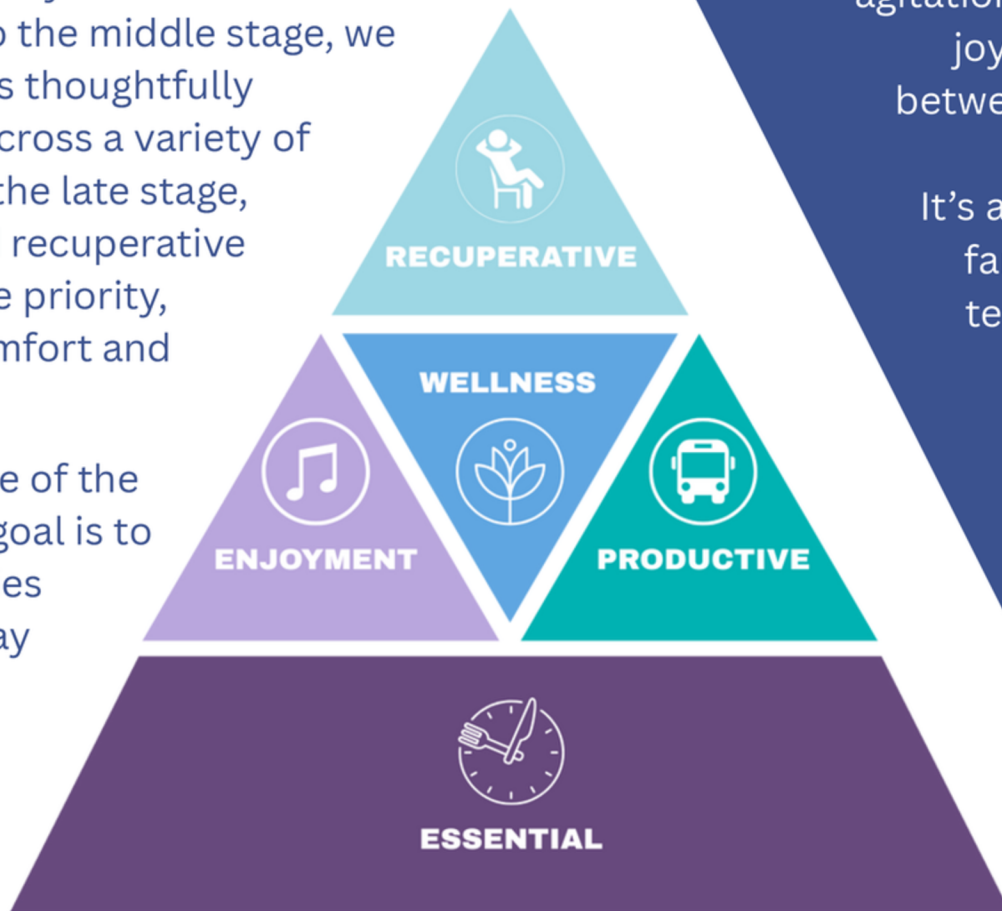 o the middle stage, we
s thoughtfully
cross a variety of
the late stage,
recuperative
e priority,
mfort and
e of the
goal is to
es
ay
RECUPERATIVE
WELLNESS
ENJOYMENT
PRODUCTIVE
ESSENTIAL
agitation
joy
betwe
It's a
fa
te